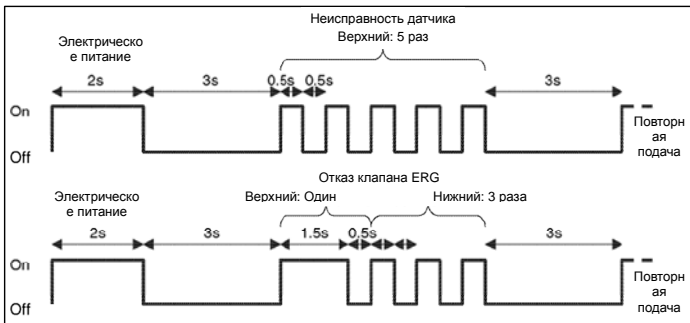 Неисправность датчика
Электрическо
е питание
Верхний: 5 раз
2s
3s
0.5s
0.5s
3s
On
Off
Повторн
ая
подача
Отказ клапана ERG
Электрическо
е питание
Верхний: Один
Нижний: 3 раза
2s
3s
1.5s
0.5s
3s
On
Off
Повторн
ая
подача